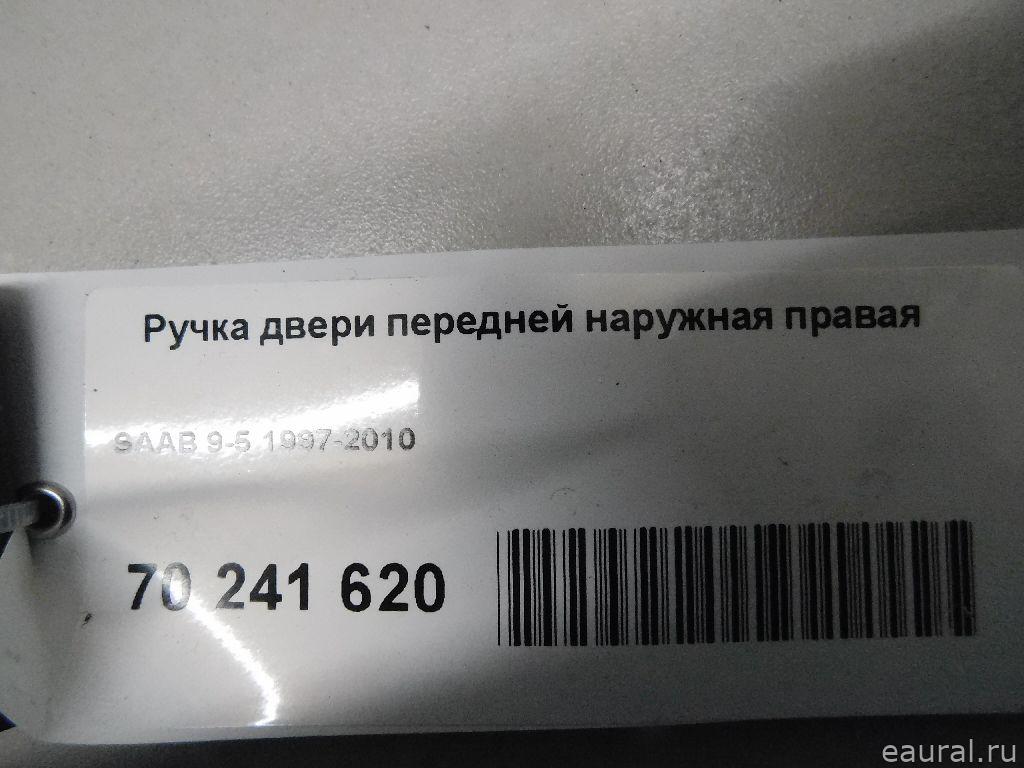 Ручка двери передней наружная правая
SAAB 9-5 1997-2010
70 241 620
eaural.ru